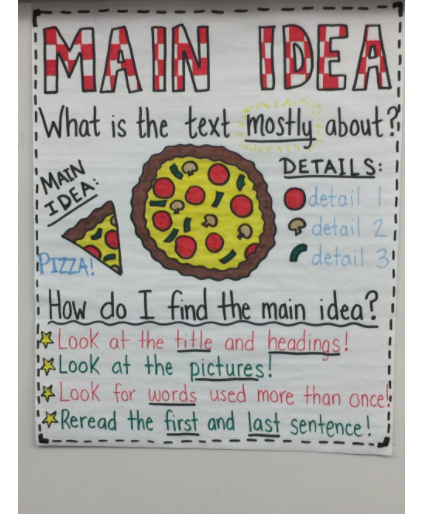 MAIN IDEA
What is the text mostly about?
MAIN
IDEA:
PIZZA!
DETAILS:
detail 1
detail 2
detail 3
How do I find the main idea?
Look at the title and headings!
Look at the pictures!
Look for words used more than once!
Reread the first and last sentence!